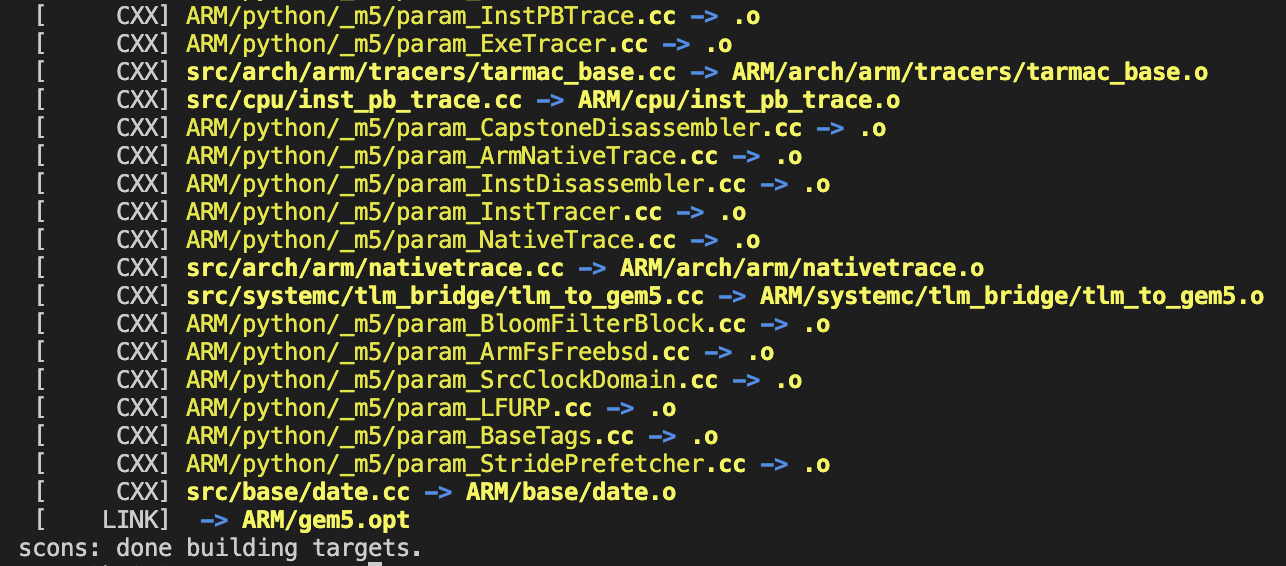 [      CXX] ARM/python/_m5/param_InstPBTrace.cc -> .o
[      CXX] ARM/python/_m5/param_ExeTracer.cc -> .o
[      CXX] src/arch/arm/tracers/tarmac_base.cc -> ARM/arch/arm/tracers/tarmac_base.o
[      CXX] src/cpu/inst_pb_trace.cc -> ARM/cpu/inst_pb_trace.o
[      CXX] ARM/python/_m5/param_CapstoneDisassembler.cc -> .o
[      CXX] ARM/python/_m5/param_ArmNativeTrace.cc -> .o
[      CXX] ARM/python/_m5/param_InstDisassembler.cc -> .o
[      CXX] ARM/python/_m5/param_InstTracer.cc -> .o
[      CXX] ARM/python/_m5/param_NativeTrace.cc -> .o
[      CXX] src/arch/arm/nativetrace.cc -> ARM/arch/arm/nativetrace.o
[      CXX] src/systemc/tlm_bridge/tlm_to_gem5.cc -> ARM/systemc/tlm_bridge/tlm_to_gem5.o
[      CXX] ARM/python/_m5/param_BloomFilterBlock.cc -> .o
[      CXX] ARM/python/_m5/param_ArmFsFreebsd.cc -> .o
[      CXX] ARM/python/_m5/param_SrcClockDomain.cc -> .o
[      CXX] ARM/python/_m5/param_LFURP.cc -> .o
[      CXX] ARM/python/_m5/param_BaseTags.cc -> .o
[      CXX] ARM/python/_m5/param_StridePrefetcher.cc -> .o
[      CXX] src/base/date.cc -> ARM/base/date.o
[     LINK]  -> ARM/gem5.opt
scons: done building targets.